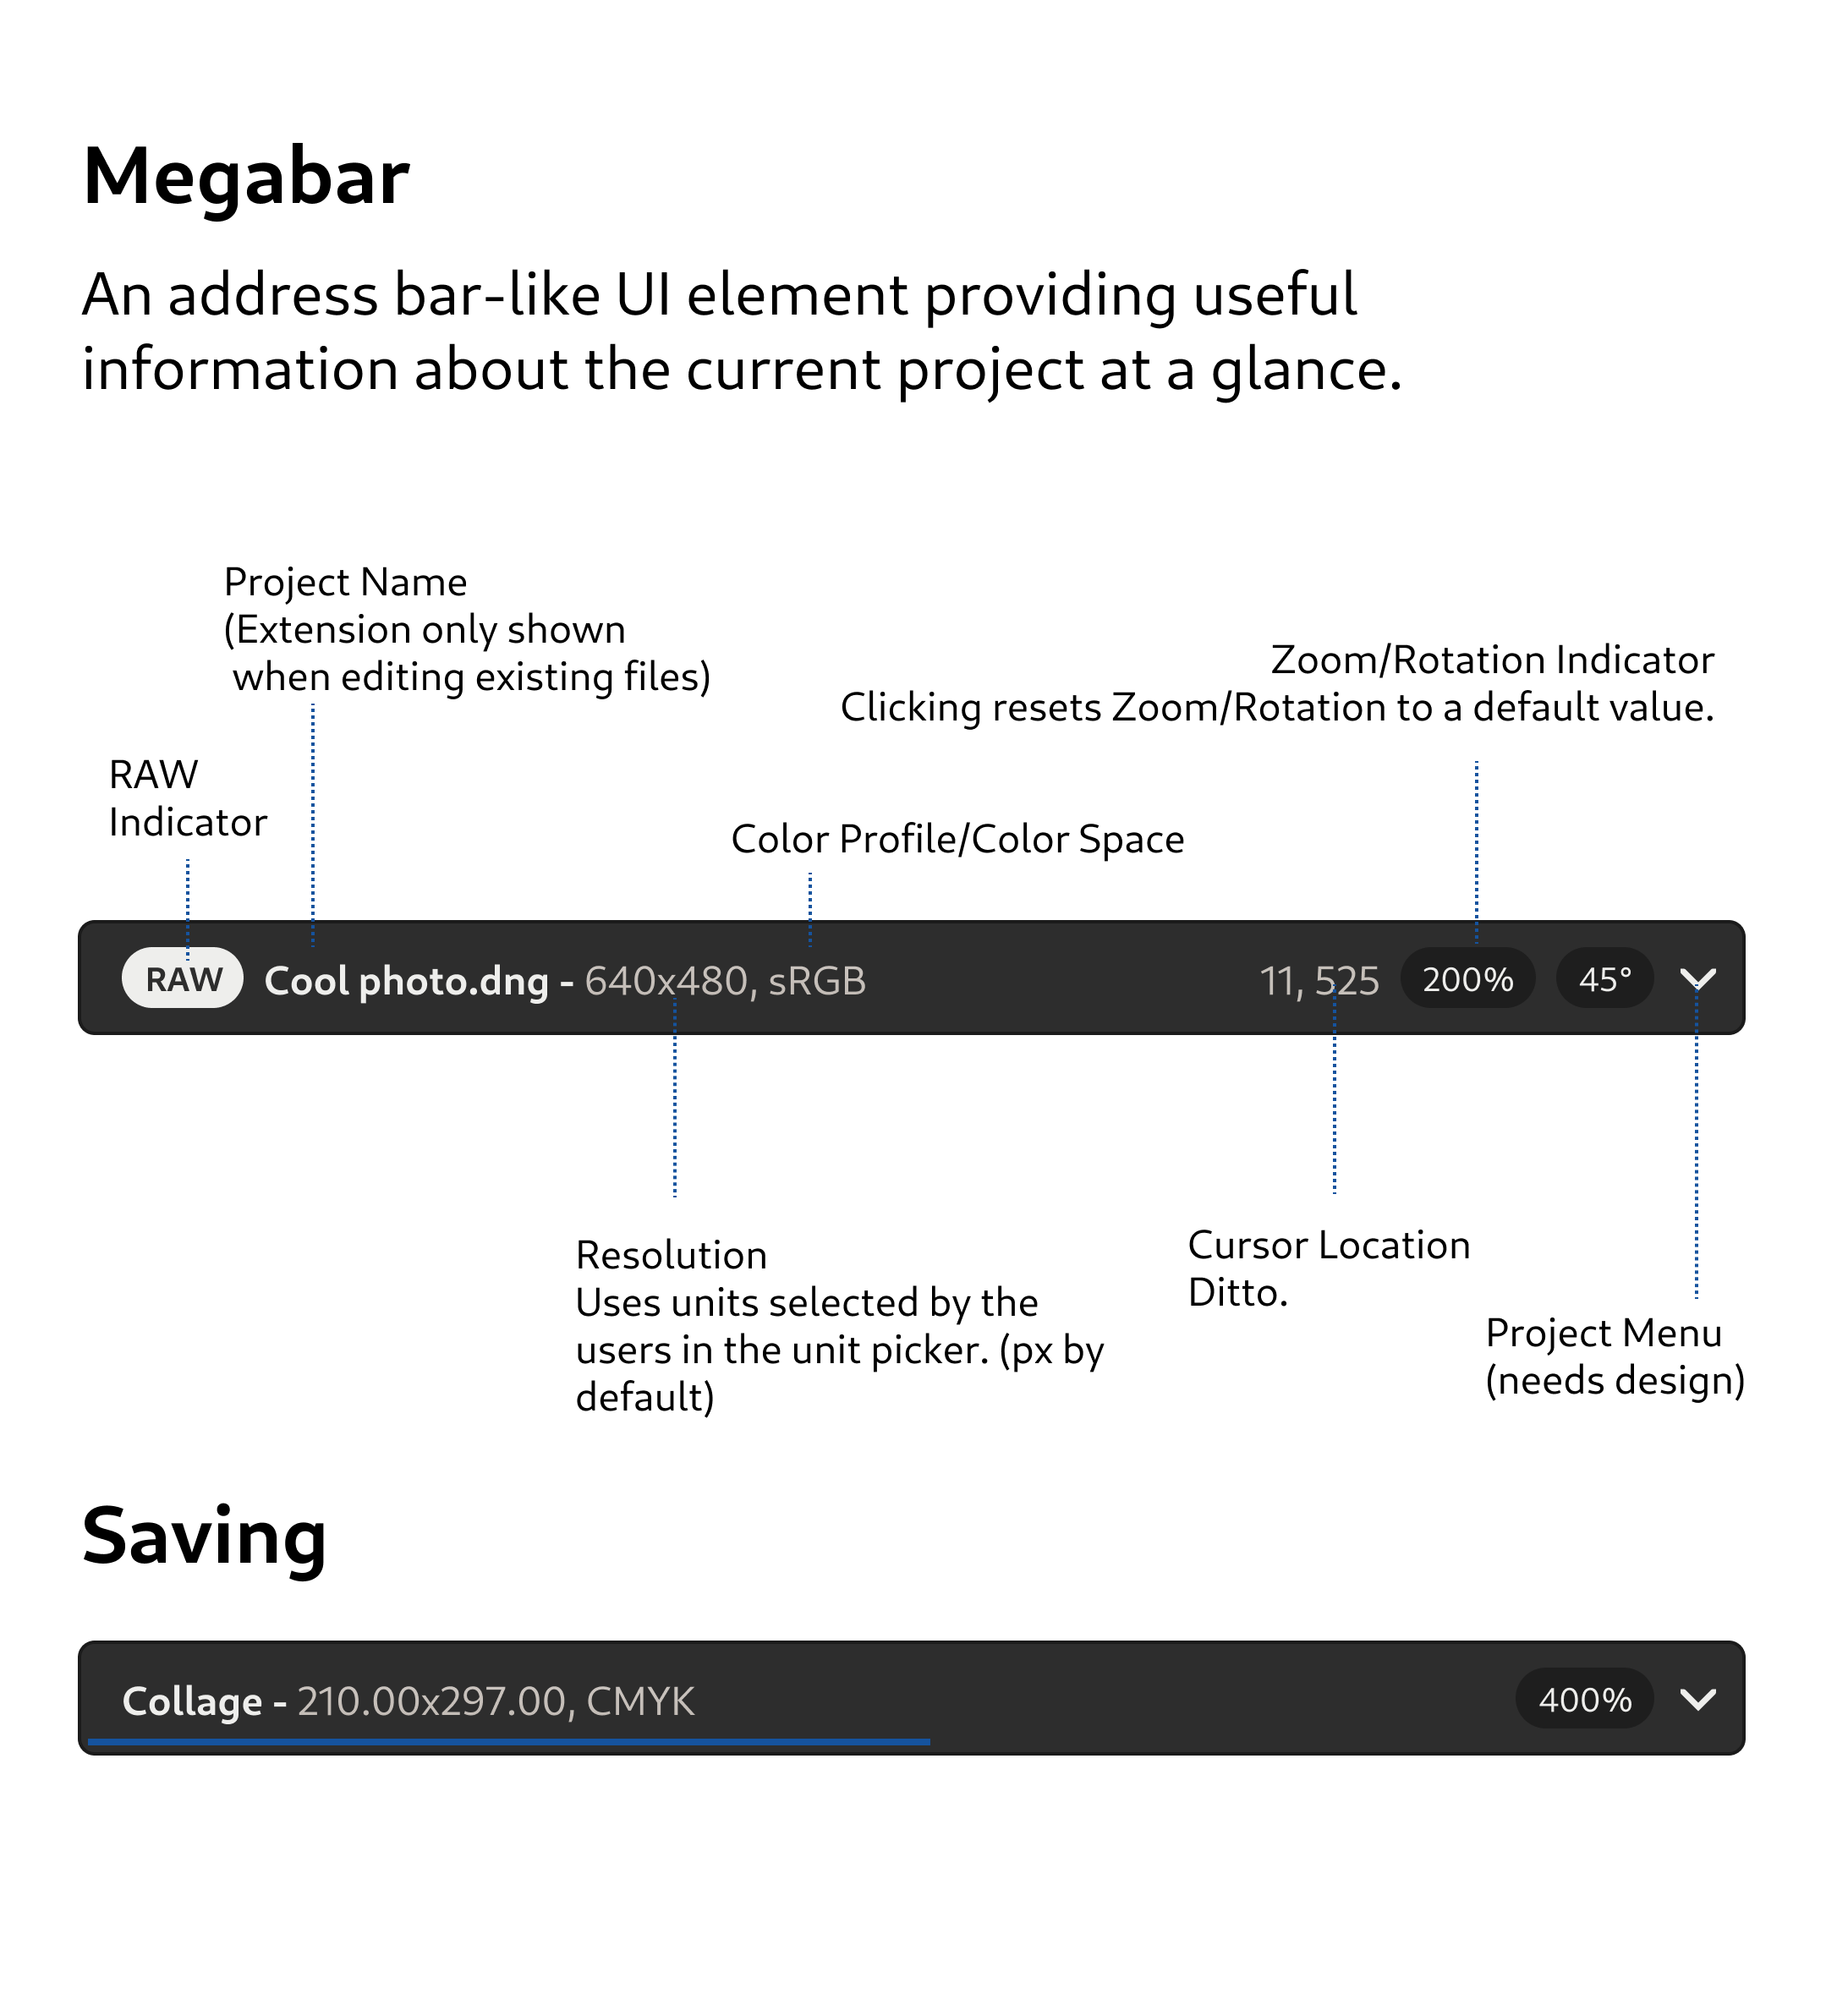 Megabar
An address bar-like UI element providing useful
information about the current project at a glance.
Project Name
(Extension only shown
when editing existing files)
Zoom/Rotation Indicator
Clicking resets Zoom/Rotation to a default value.
RAW
Indicator
Color Profile/Color Space
RAW Cool photo.dng - 640x480, sRGB 11, 525 200% 45°
Resolution
Uses units selected by the
users in the unit picker. (px by
default)
Cursor Location
Ditto.
Project Menu
(needs design)
Saving
Collage - 210.00x297.00, CMYK 400%